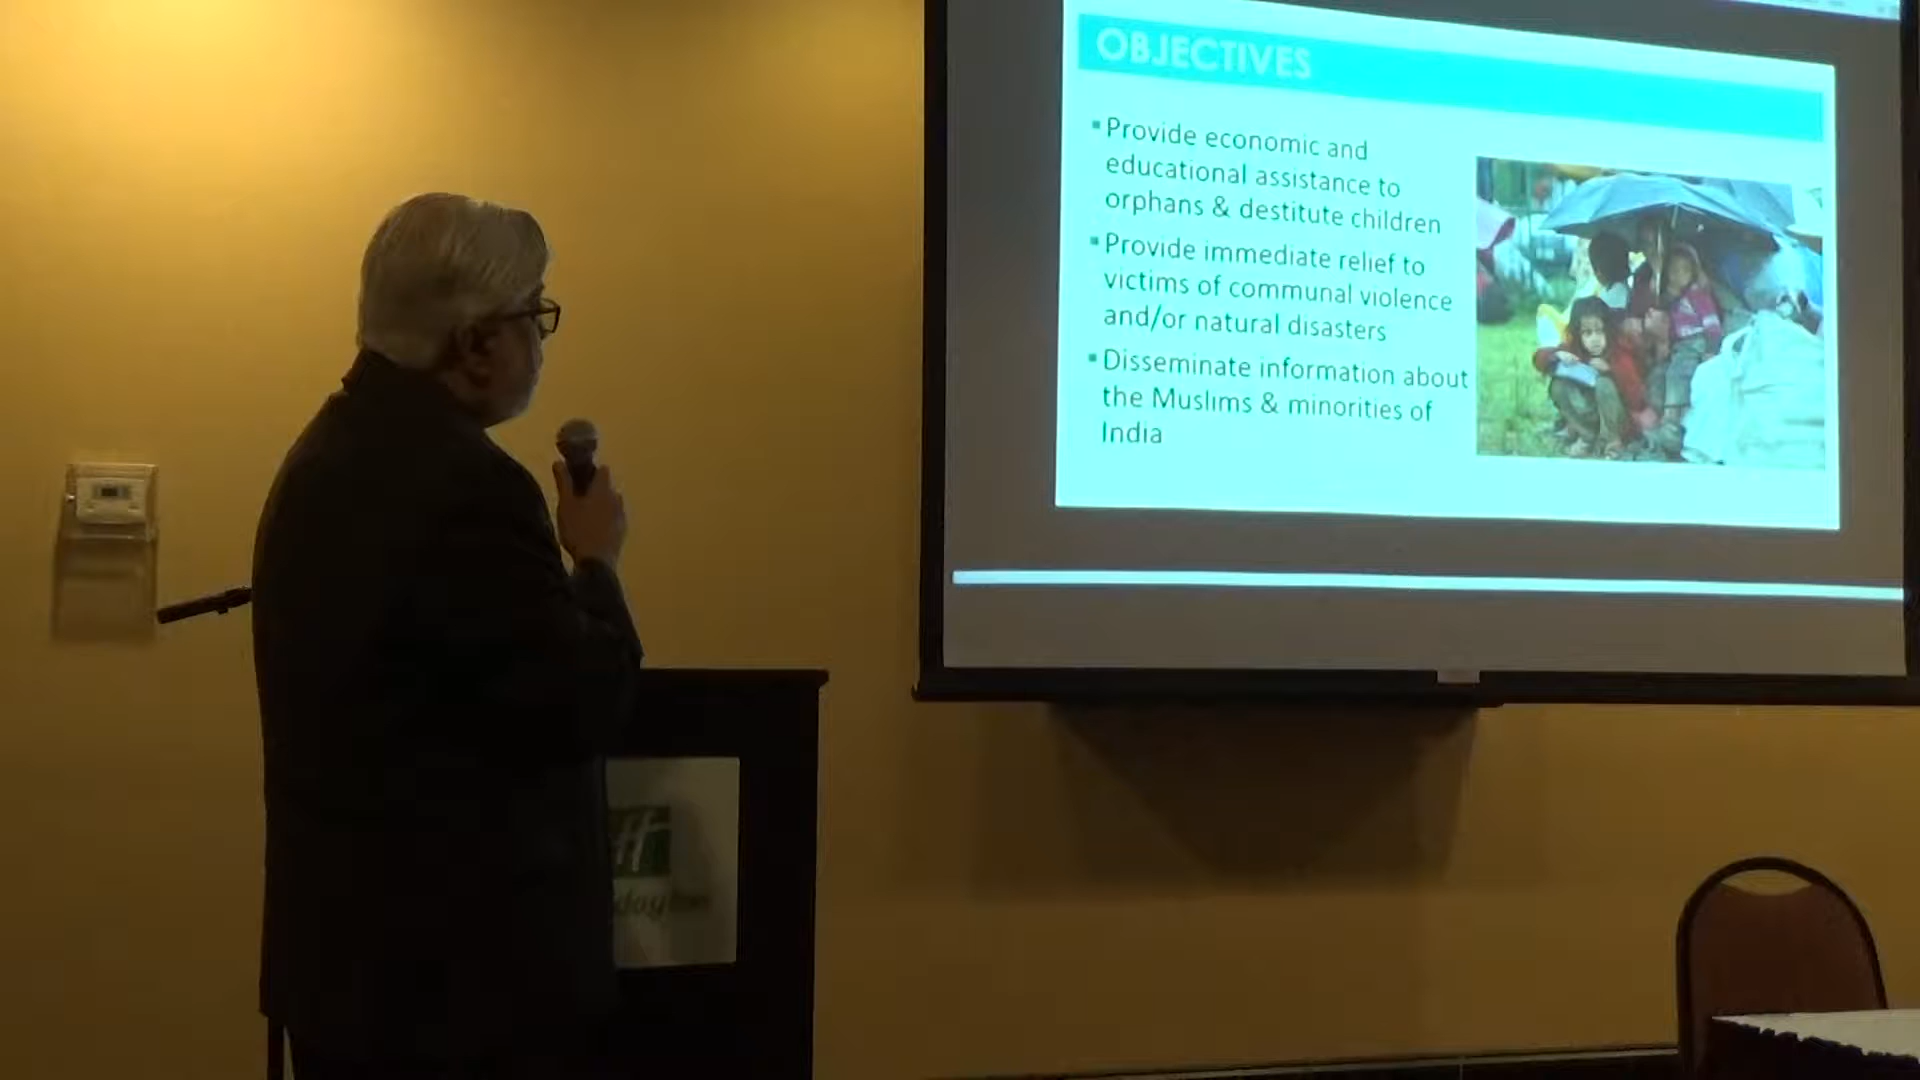 OBJECTIVES
▪ Provide economic and
educational assistance to
orphans & destitute children
▪ Provide immediate relief to
victims of communal violence
and/or natural disasters
▪ Disseminate information about
the Muslims & minorities of
India
H